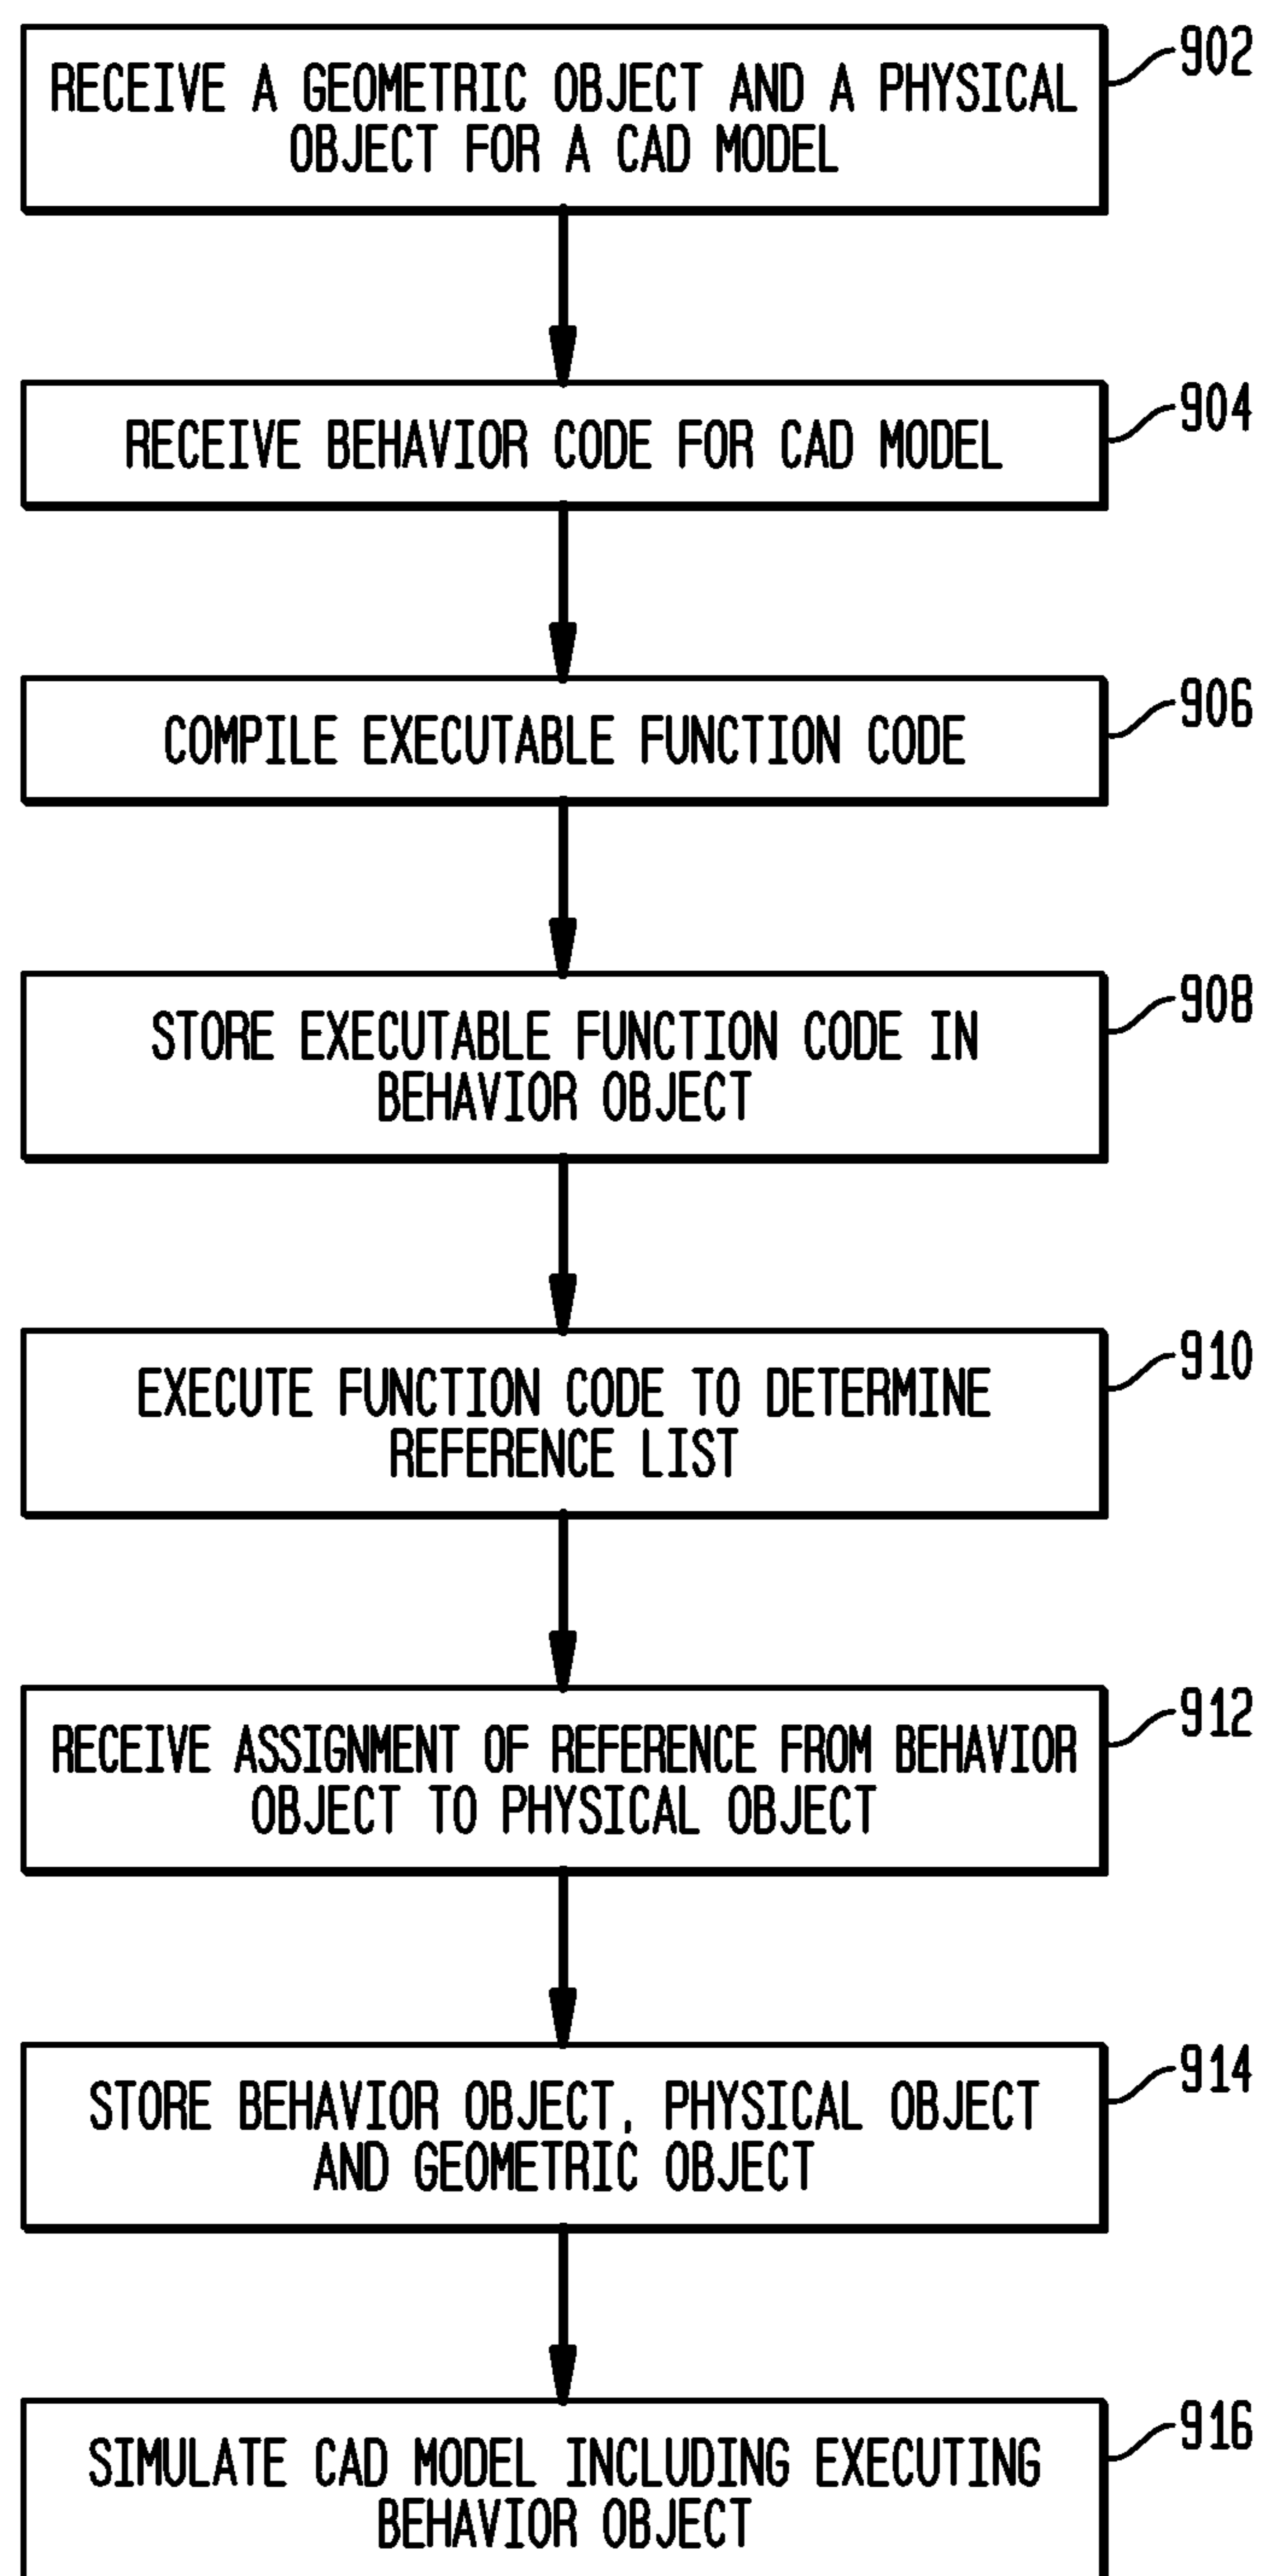 902
RECEIVE A GEOMETRIC OBJECT AND A PHYSICAL
OBJECT FOR A CAD MODEL
904
RECEIVE BEHAVIOR CODE FOR CAD MODEL
906
COMPILE EXECUTABLE FUNCTION CODE
908
STORE EXECUTABLE FUNCTION CODE IN
BEHAVIOR OBJECT
910
EXECUTE FUNCTION CODE TO DETERMINE
REFERENCE LIST
912
RECEIVE ASSIGNMENT OF REFERENCE FROM BEHAVIOR
OBJECT TO PHYSICAL OBJECT
914
STORE BEHAVIOR OBJECT, PHYSICAL OBJECT
AND GEOMETRIC OBJECT
916
SIMULATE CAD MODEL INCLUDING EXECUTING
BEHAVIOR OBJECT